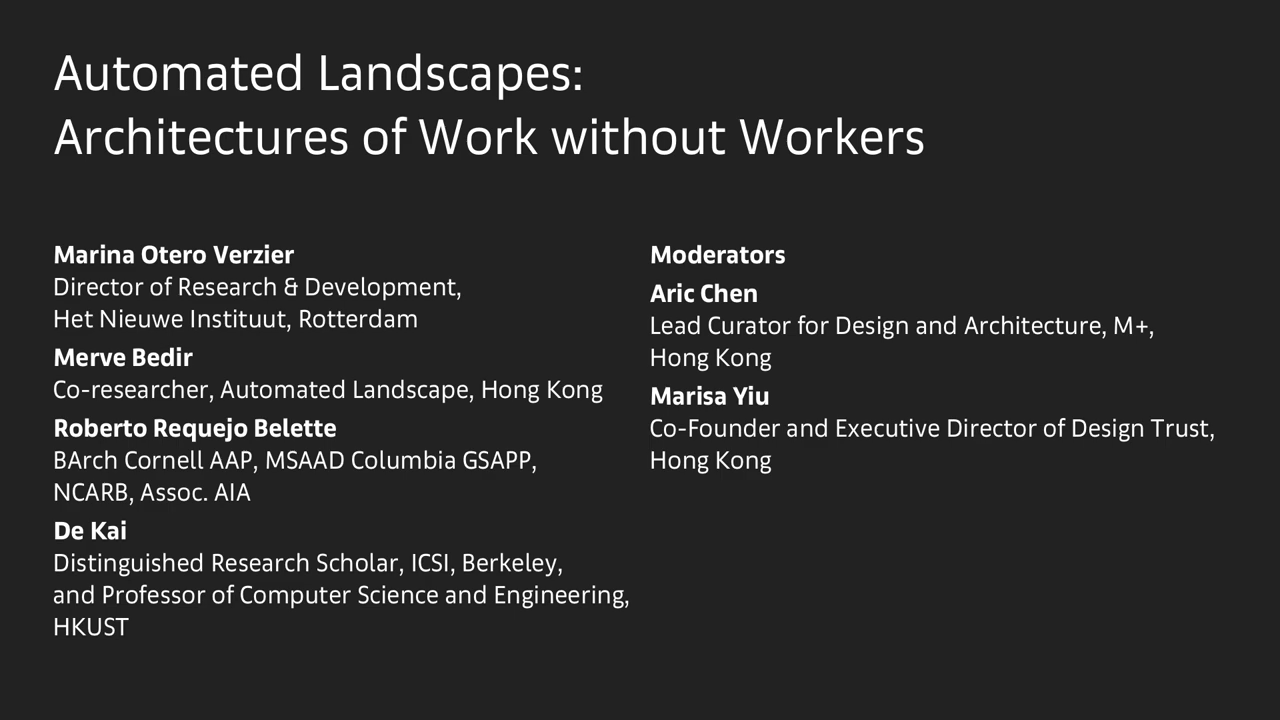 Automated Landscapes:
Architectures of Work without Workers
Marina Otero Verzier
Director of Research & Development,
Het Nieuwe Instituut, Rotterdam
Merve Bedir
Co-researcher, Automated Landscape, Hong Kong
Roberto Requejo Belette
BArch Cornell AAP, MSAAD Columbia GSAPP,
NCARB, Assoc. AIA
De Kai
Distinguished Research Scholar, ICSI, Berkeley,
and Professor of Computer Science and Engineering,
HKUST
Moderators
Aric Chen
Lead Curator for Design and Architecture, M+,
Hong Kong
Marisa Yiu
Co-Founder and Executive Director of Design Trust,
Hong Kong